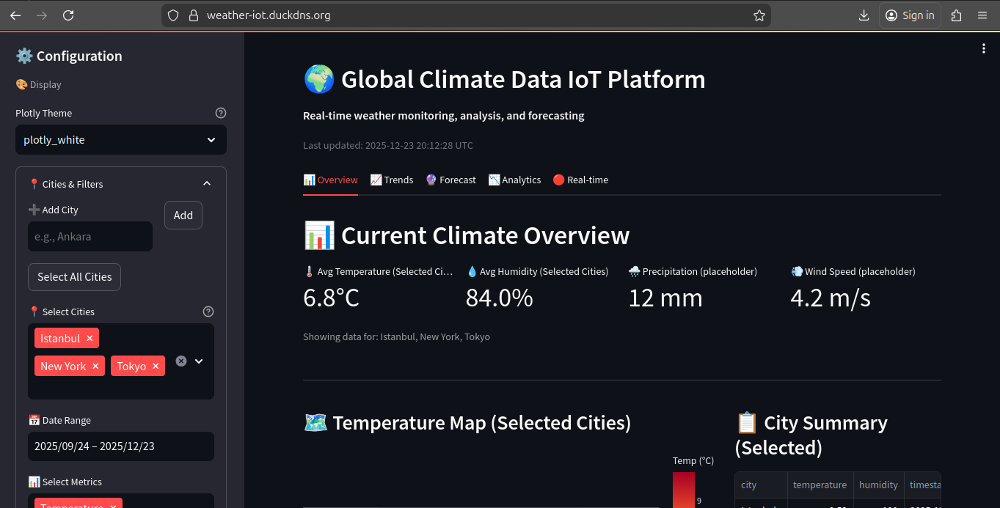 weather-iot.duckdns.org
Sign in
Configuration
Display
Plotly Theme
plotly_white
Cities & Filters
Add City
Add
e.g., Ankara
Select All Cities
Select Cities
Istanbul
New York
Tokyo
Date Range
2025/09/24 – 2025/12/23
Select Metrics
Temperature
Global Climate Data IoT Platform
Real-time weather monitoring, analysis, and forecasting
Last updated: 2025-12-23 20:12:28 UTC
Overview Trends Forecast Analytics Real-time
Current Climate Overview
Avg Temperature (Selected Ci...
6.8°C
Avg Humidity (Selected Cities)
84.0%
Precipitation (placeholder)
12 mm
Wind Speed (placeholder)
4.2 m/s
Showing data for: Istanbul, New York, Tokyo
Temperature Map (Selected Cities)
Temp (°C)
9
City Summary
(Selected)
city temperature humidity timesta